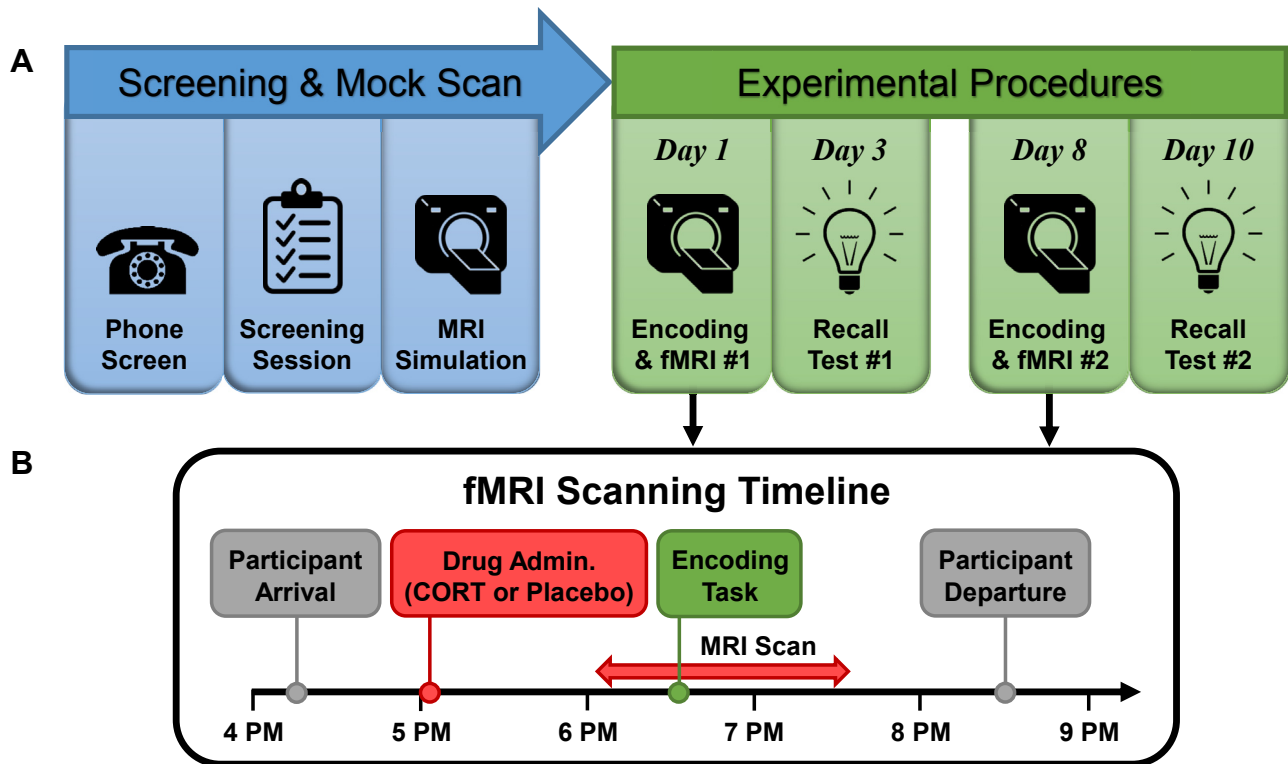 A
Screening & Mock Scan
Experimental Procedures
Day 1
Day 3
Day 8
Day 10
Phone
Screen
Screening
Session
MRI
Simulation
Encoding
& fMRI #1
Recall
Test #1
Encoding
& fMRI #2
Recall
Test #2
B
fMRI Scanning Timeline
Participant
Arrival
Drug Admin.
(CORT or Placebo)
Encoding
Task
Participant
Departure
MRI Scan
4 PM
5 PM
6 PM
7 PM
8 PM
9 PM